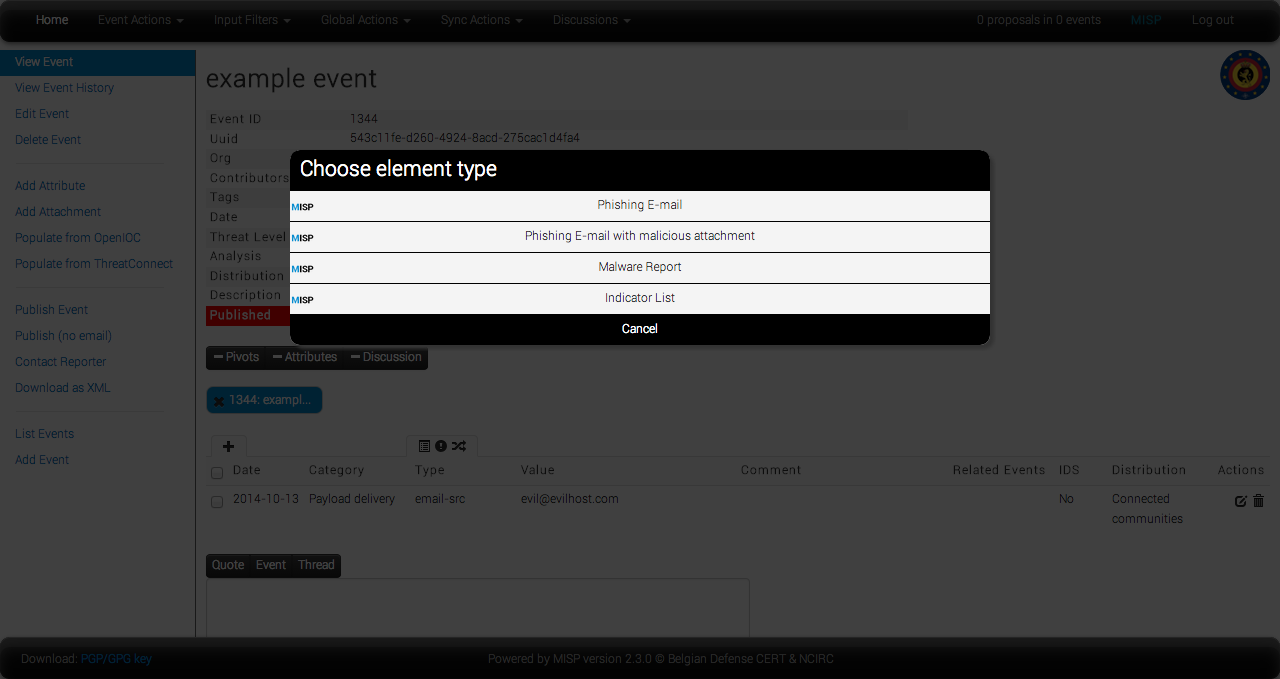 Home Event Actions Input Filters Global Actions Sync Actions Discussions 0 proposals in 0 events MISP Log out
View Event
View Event History
Edit Event
Delete Event
Add Attribute
Add Attachment
Populate from OpenIOC
Populate from ThreatConnect
Publish Event
Publish (no email)
Contact Reporter
Download as XML
List Events
Add Event
example event
Event ID 1344
Uuid 543c11fe-d260-4924-8acd-275cac1d4fa4
Org
Contributors
Tags
Date
Threat Level
Analysis
Distribution
Description
Published
Choose element type
MISP Phishing E-mail
MISP Phishing E-mail with malicious attachment
MISP Malware Report
MISP Indicator List
Cancel
Pivots Attributes Discussion
1344: exampl...
Date Category Type Value Comment Related Events IDS Distribution Actions
2014-10-13 Payload delivery email-src evil@evilhost.com No Connected
communities
Quote Event Thread
Download: PGP/GPG key Powered by MISP version 2.3.0 © Belgian Defense CERT & NCIRC